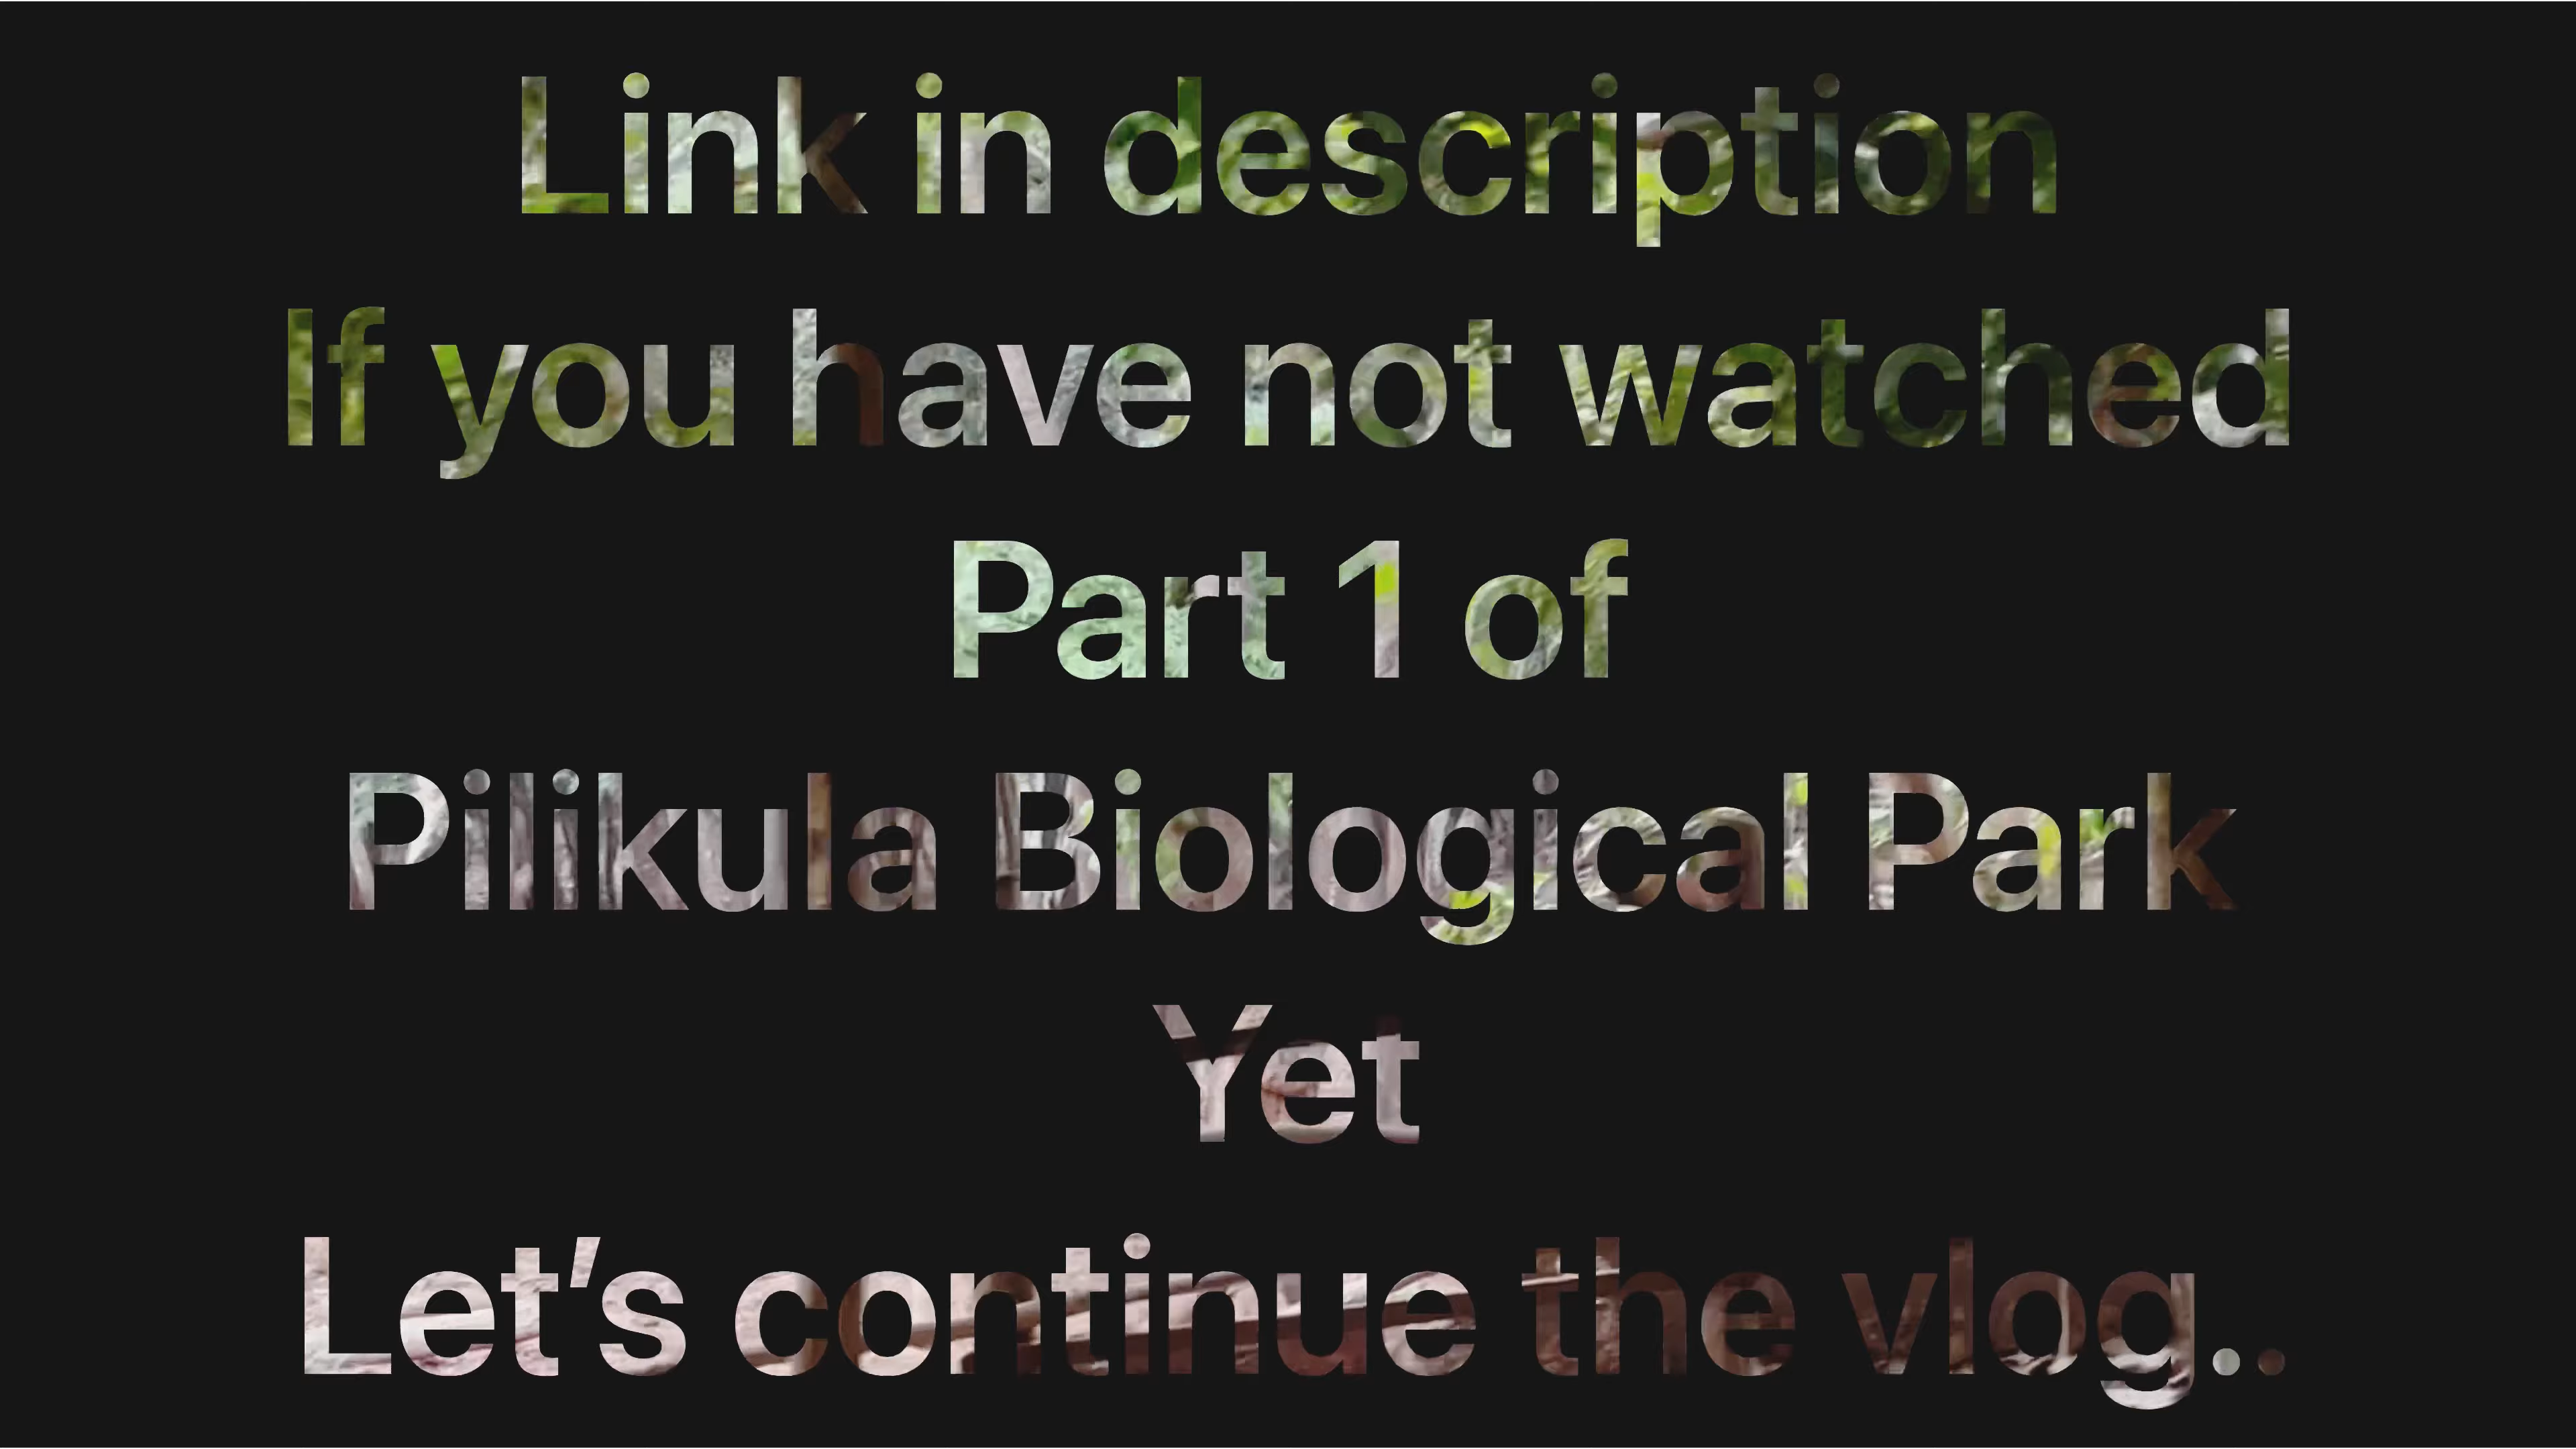 Link in description
If you have not watched
Part 1 of
Pilikula Biological Park
Yet
Let’s continue the vlog..